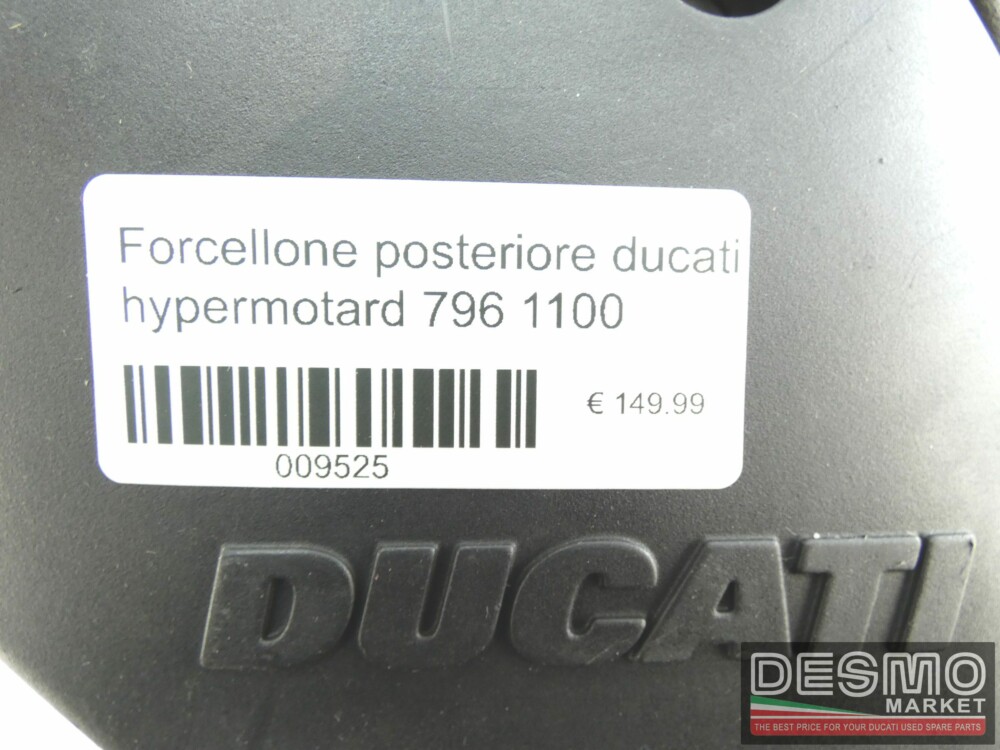 Forcellone posteriore ducati
hypermotard 796 1100
€ 149.99
009525
DUCATI
DESMO
MARKET
THE BEST PRICE FOR YOUR DUCATI USED SPARE PARTS